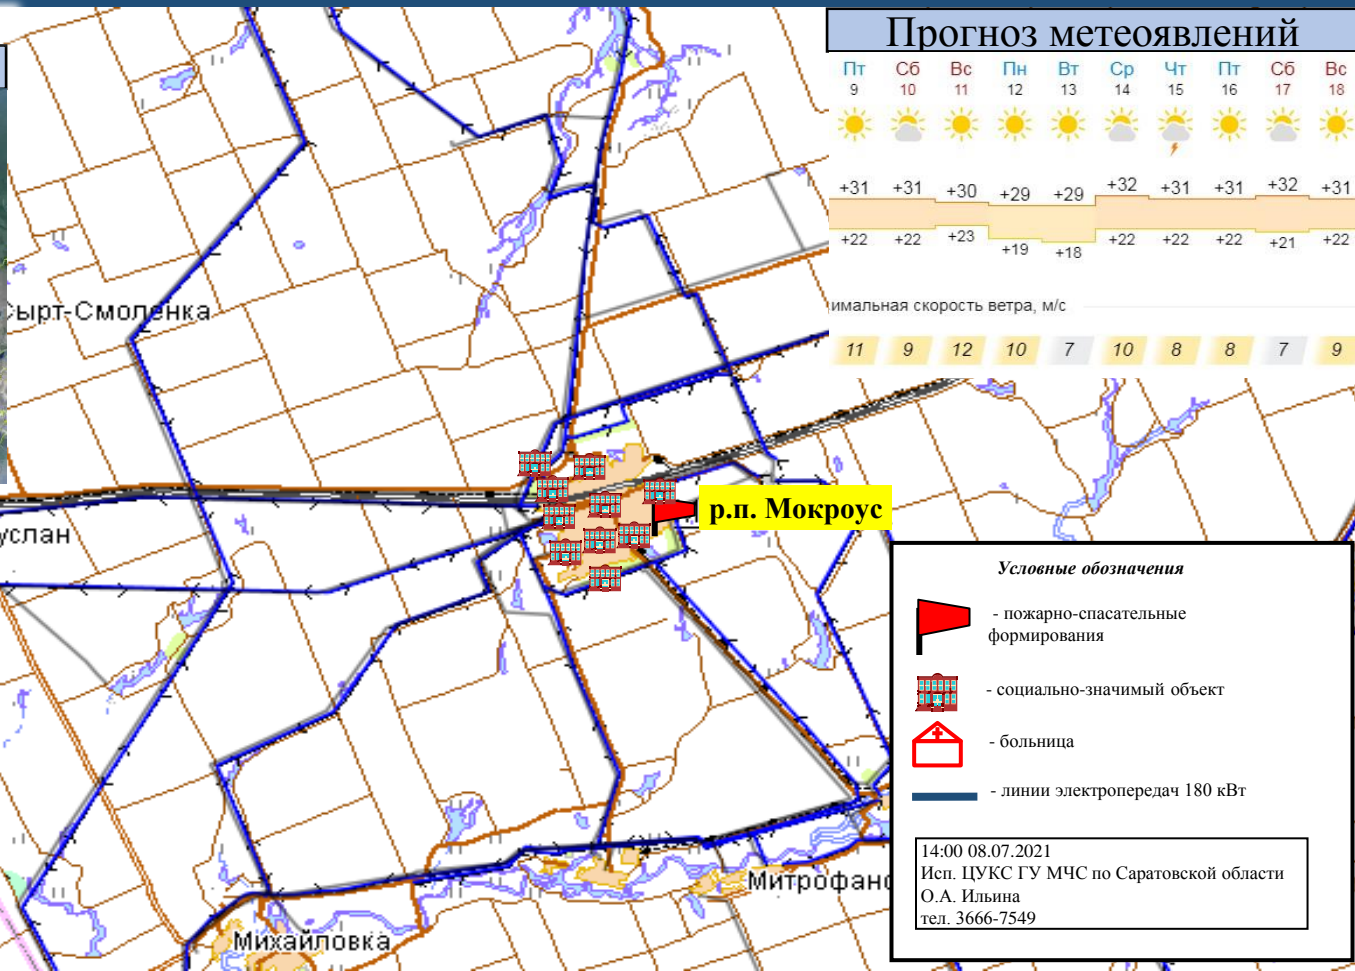 Прогноз метеоявлений
Пт Сб Вс Пн Вт Ср Чт Пт Сб Вс
9 10 11 12 13 14 15 16 17 18
+31 +31 +30 +29 +29 +32 +31 +31 +32 +31
+22 +22 +23 +19 +18 +22 +22 +22 +21 +22
имальная скорость ветра, м/с
11 9 12 10 7 10 8 8 7 9
Сырт-Смоленка
р.п. Мокроус
услан
Условные обозначения
- пожарно-спасательные
формирования
- социально-значимый объект
- больница
- линии электропередач 180 кВт
14:00 08.07.2021
Исп. ЦУКС ГУ МЧС по Саратовской области
О.А. Ильина
тел. 3666-7549
Митрофано
Михайловка